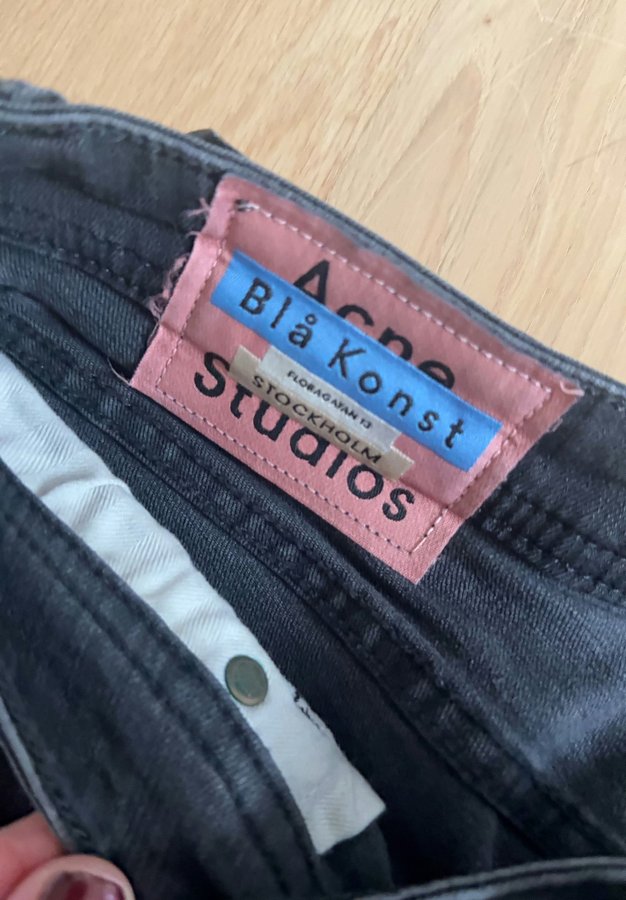 Acne
Blå Konst
FLORAGATAN 13
STOCKHOLM
Studios